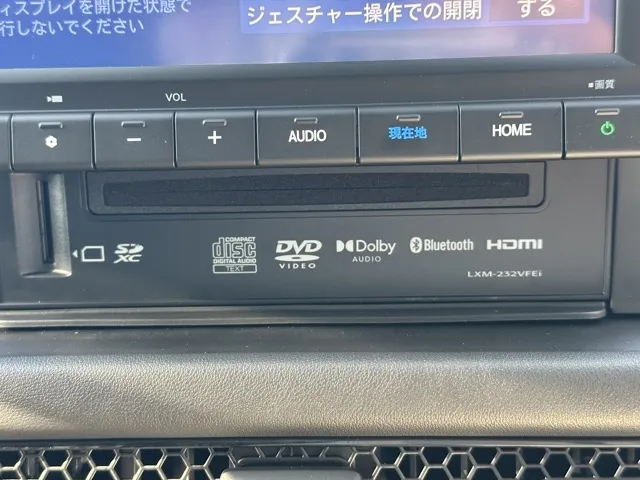 ィスプレイを開けた状態で
行しないでください
ジェスチャー操作での開閉
する
VOL
■画質
− + AUDIO 現在地 HOME
SD XC
COMPACT disc DIGITAL AUDIO TEXT
DVD VIDEO
Dolby AUDIO
Bluetooth
HDMI
LXM-232VFEi